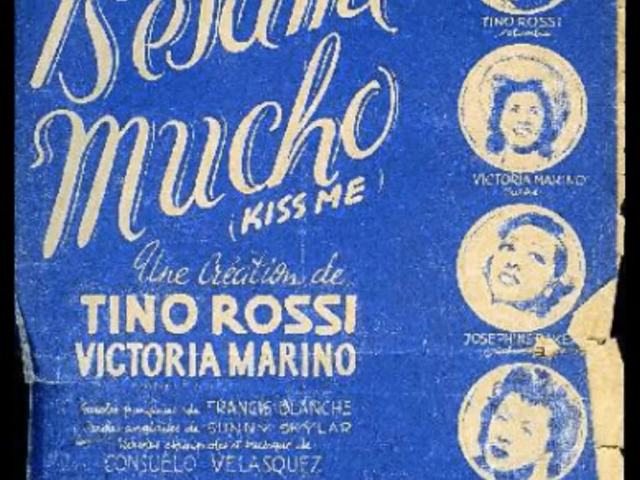 Besame
mucho
(KISS ME)
Une création de
TINO ROSSI
VICTORIA MARINO
Paroles françaises de FRANCIS BLANCHE
Paroles anglaises de SUNNY SKYLAR
Paroles espagnoles et musique de
CONSUELO VELASQUEZ
TINO ROSSI
VICTORIA MARINO
JOSEPHINE BAKER